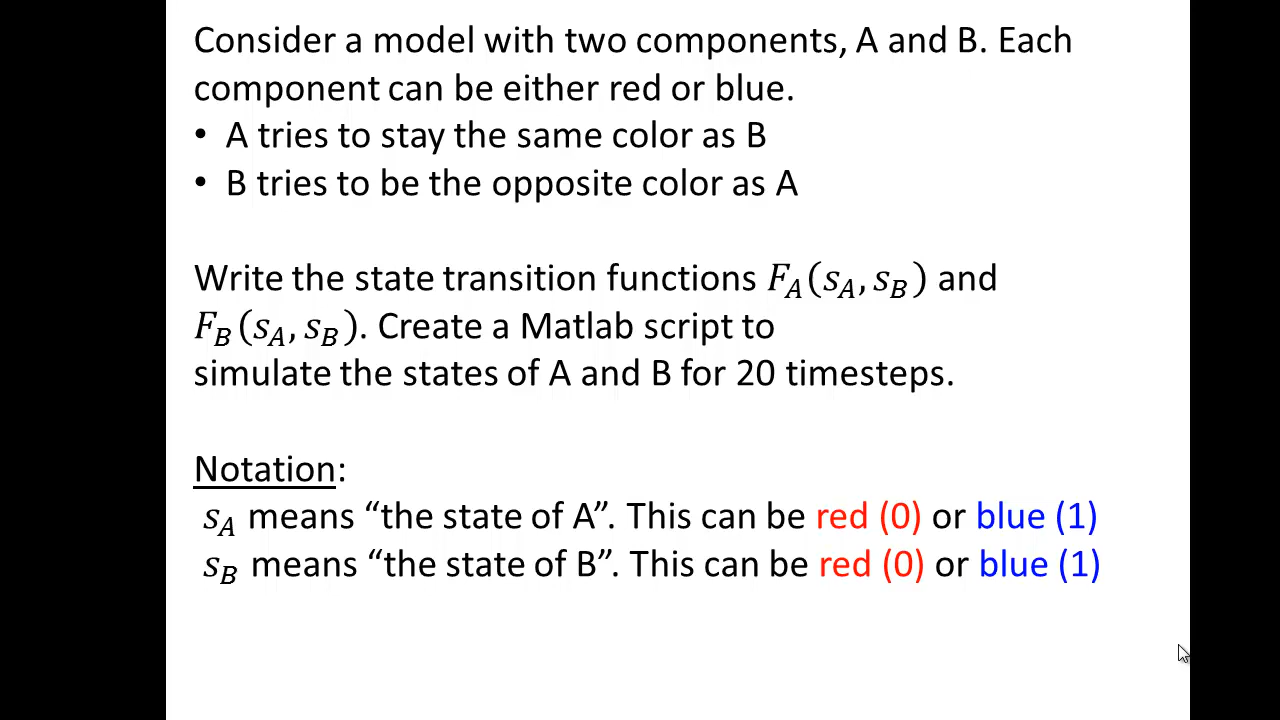 Consider a model with two components, A and B. Each
component can be either red or blue.
• A tries to stay the same color as B
• B tries to be the opposite color as A
Write the state transition functions F_A(s_A, s_B) and
F_B(s_A, s_B). Create a Matlab script to
simulate the states of A and B for 20 timesteps.
Notation:
s_A means “the state of A”. This can be red (0) or blue (1)
s_B means “the state of B”. This can be red (0) or blue (1)